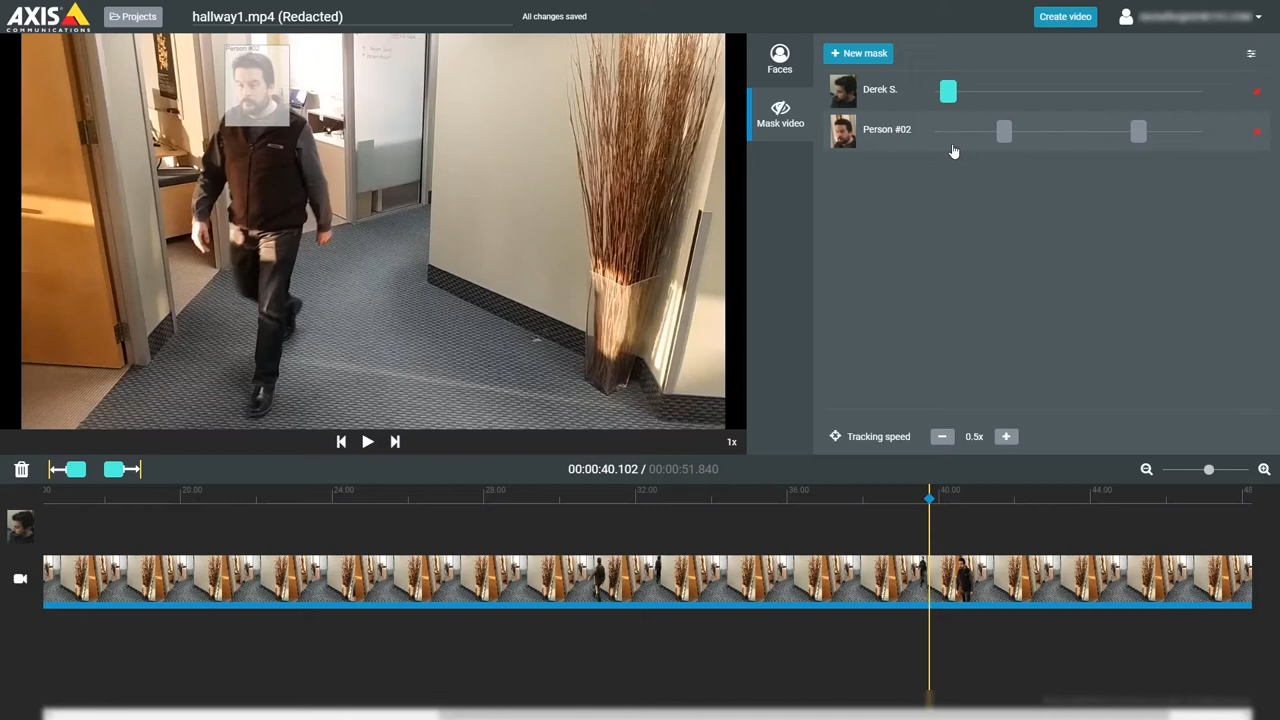 AXIS
COMMUNICATIONS
Projects
hallway1.mp4 (Redacted)
All changes saved
Create video
Person #02
Faces
Mask video
+ New mask
Derek S.
Person #02
Tracking speed
0.5x
1x
00:00:40.102 / 00:00:51.840
20.00
24.00
28.00
32.00
36.00
40.00
44.00